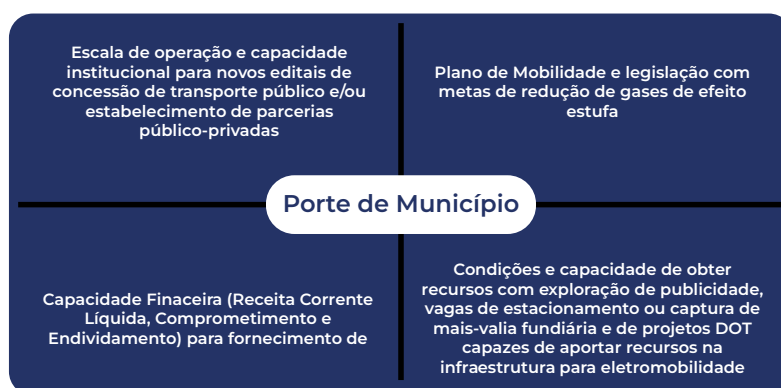 Escala de operação e capacidade
institucional para novos editais de
concessão de transporte público e/ou
estabelecimento de parcerias
público-privadas
Plano de Mobilidade e legislação com
metas de redução de gases de efeito
estufa
Porte de Município
Capacidade Finaceira (Receita Corrente
Líquida, Comprometimento e
Endividamento) para fornecimento de
Condições e capacidade de obter
recursos com exploração de publicidade,
vagas de estacionamento ou captura de
mais-valia fundiária e de projetos DOT
capazes de aportar recursos na
infraestrutura para eletromobilidade